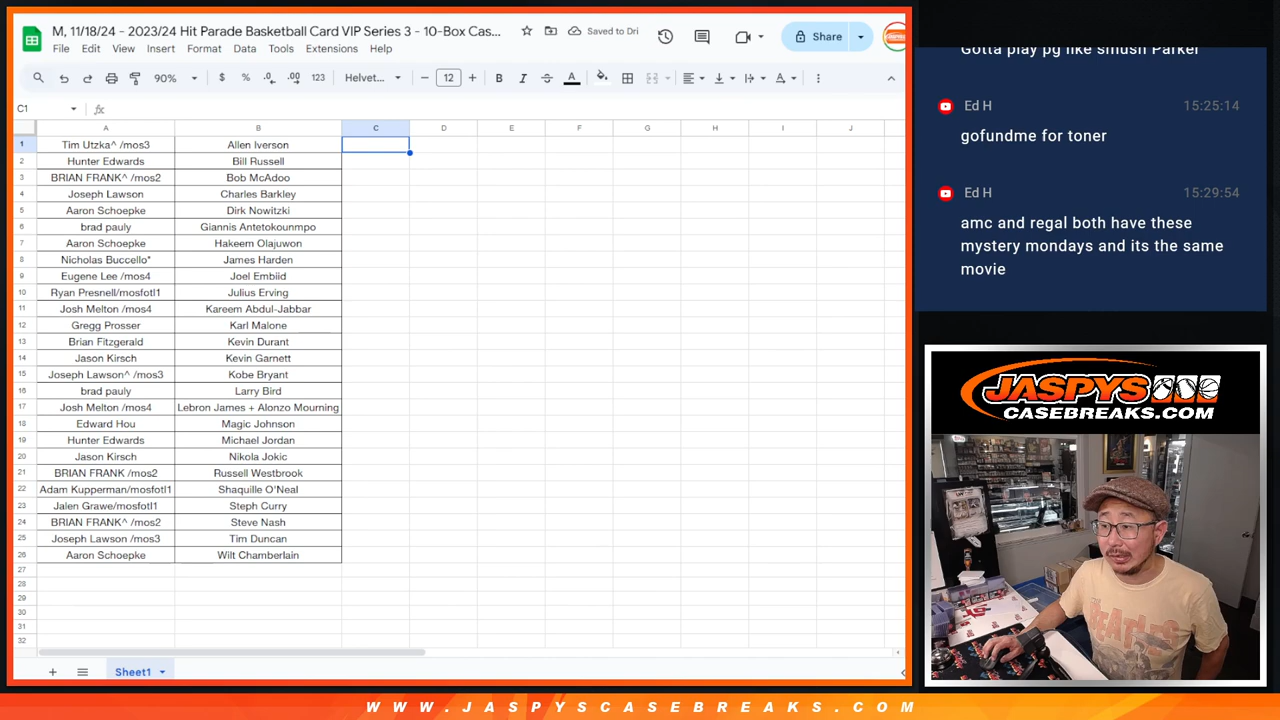 M, 11/18/24 - 2023/24 Hit Parade Basketball Card VIP Series 3 - 10-Box Cas...
Saved to Dri
File Edit View Insert Format Data Tools Extensions Help
Share
90% $ % .0 .00 123 Helvet... 12 B I A
C1 fx
A B C D E F G H I J
1 Tim Utzka^ /mos3 Allen Iverson
2 Hunter Edwards Bill Russell
3 BRIAN FRANK^ /mos2 Bob McAdoo
4 Joseph Lawson Charles Barkley
5 Aaron Schoepke Dirk Nowitzki
6 brad pauly Giannis Antetokounmpo
7 Aaron Schoepke Hakeem Olajuwon
8 Nicholas Buccello* James Harden
9 Eugene Lee /mos4 Joel Embiid
10 Ryan Presnell/mosfotl1 Julius Erving
11 Josh Melton /mos4 Kareem Abdul-Jabbar
12 Gregg Prosser Karl Malone
13 Brian Fitzgerald Kevin Durant
14 Jason Kirsch Kevin Garnett
15 Joseph Lawson^ /mos3 Kobe Bryant
16 brad pauly Larry Bird
17 Josh Melton /mos4 Lebron James + Alonzo Mourning
18 Edward Hou Magic Johnson
19 Hunter Edwards Michael Jordan
20 Jason Kirsch Nikola Jokic
21 BRIAN FRANK /mos2 Russell Westbrook
22 Adam Kupperman/mosfotl1 Shaquille O'Neal
23 Jalen Grawe/mosfotl1 Steph Curry
24 BRIAN FRANK^ /mos2 Steve Nash
25 Joseph Lawson /mos3 Tim Duncan
26 Aaron Schoepke Wilt Chamberlain
27
28
29
30
31
32
Sheet1
Gotta play pg like smush Parker
Ed H 15:25:14
gofundme for toner
Ed H 15:29:54
amc and regal both have these
mystery mondays and its the same
movie
JASPYS
CASEBREAKS.COM
WWW.JASPYSCASEBREAKS.COM